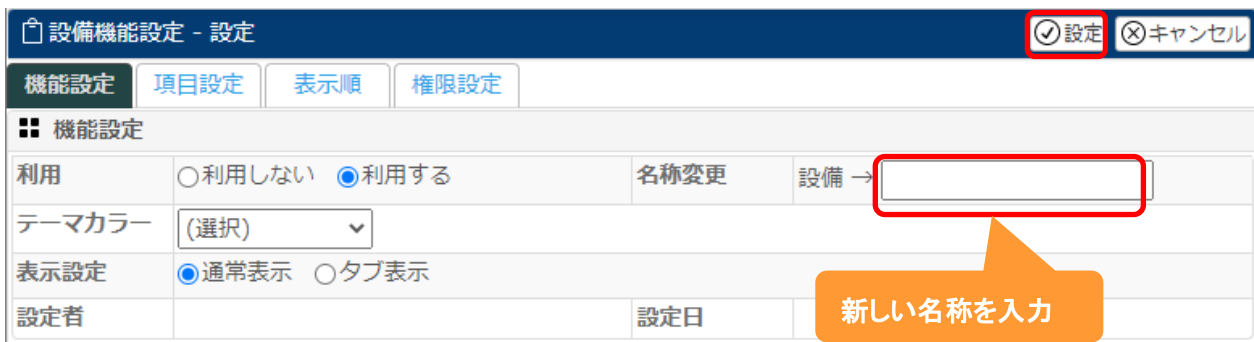 設備機能設定 - 設定 設定 キャンセル
機能設定 項目設定 表示順 権限設定
機能設定
利用 利用しない 利用する 名称変更 設備 →
テーマカラー (選択)
表示設定 通常表示 タブ表示
設定者 設定日
新しい名称を入力